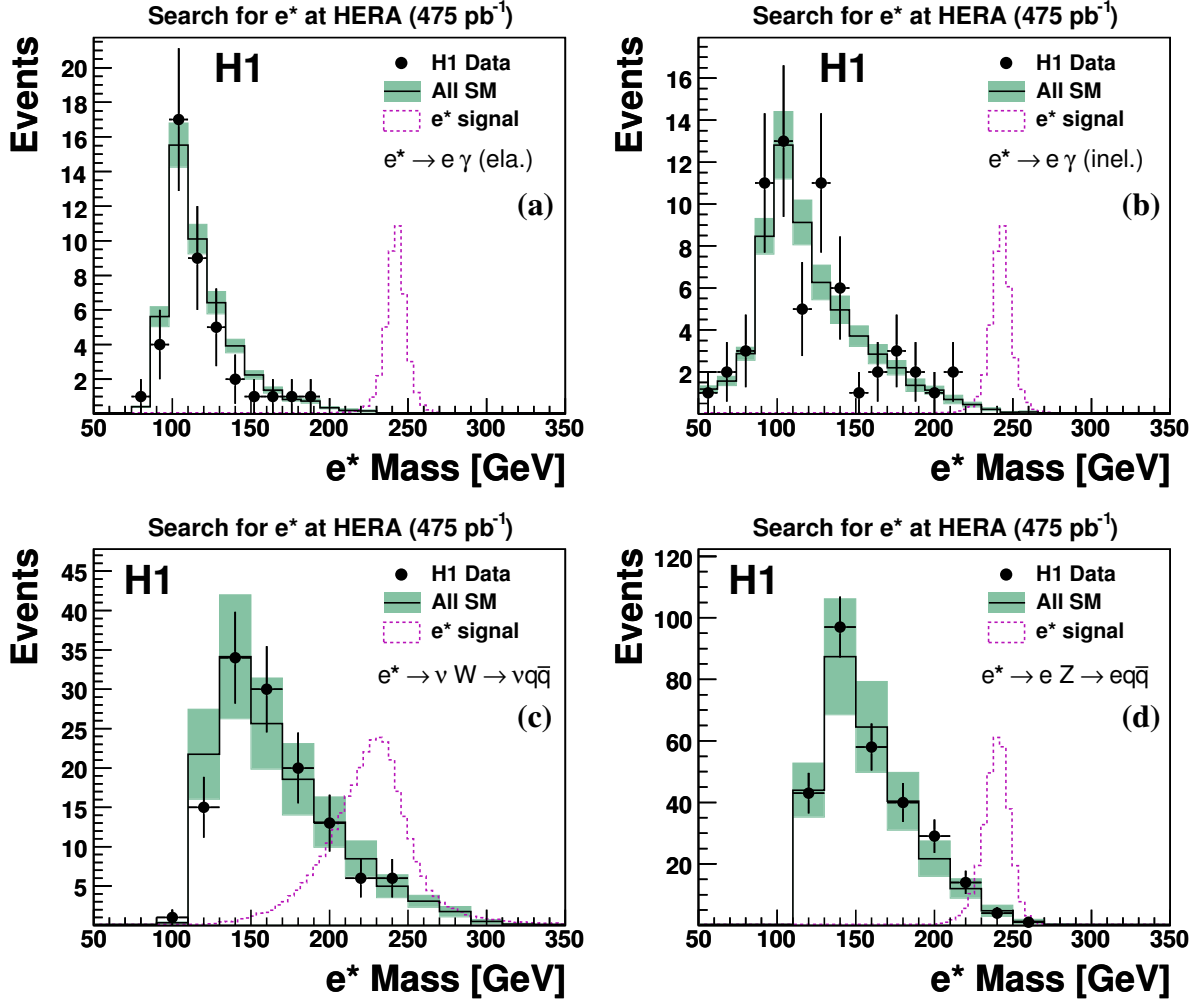 Search for e* at HERA (475 pb⁻¹)
Events
H1
H1 Data
All SM
e* signal
e* → e γ (ela.)
(a)
20
18
16
14
12
10
8
6
4
2
50 100 150 200 250 300 350
e* Mass [GeV]
Search for e* at HERA (475 pb⁻¹)
Events
H1
H1 Data
All SM
e* signal
e* → e γ (inel.)
(b)
16
14
12
10
8
6
4
2
50 100 150 200 250 300 350
e* Mass [GeV]
Search for e* at HERA (475 pb⁻¹)
Events
H1
H1 Data
All SM
e* signal
e* → ν W → νqq̅
(c)
45
40
35
30
25
20
15
10
5
50 100 150 200 250 300 350
e* Mass [GeV]
Search for e* at HERA (475 pb⁻¹)
Events
H1
H1 Data
All SM
e* signal
e* → e Z → eqq̅
(d)
120
100
80
60
40
20
50 100 150 200 250 300 350
e* Mass [GeV]